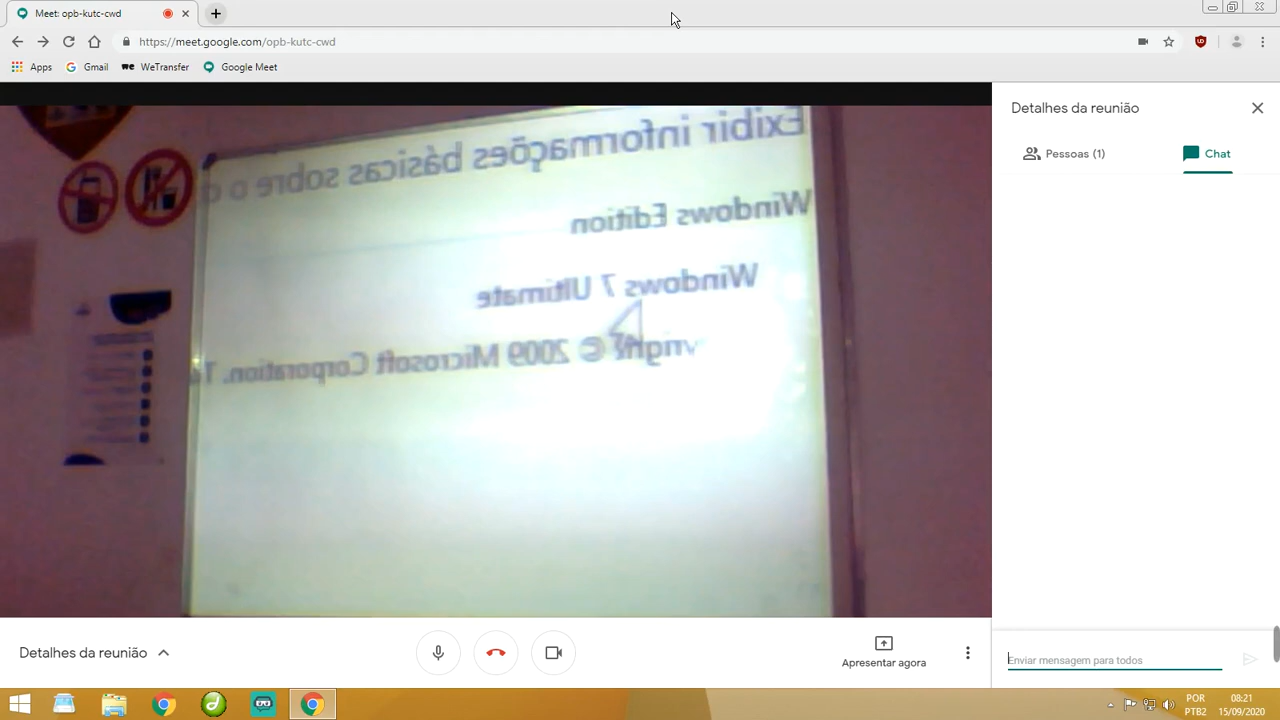 Meet: opb-kutc-cwd
https://meet.google.com/opb-kutc-cwd
Apps Gmail WeTransfer Google Meet
Exibir informações básicas sobre o
Windows Edition
Windows 7 Ultimate
© 2009 Microsoft Corporation.
Detalhes da reunião
Pessoas (1) Chat
Enviar mensagem para todos
Detalhes da reunião
Apresentar agora
POR 08:21
PTB2 15/09/2020